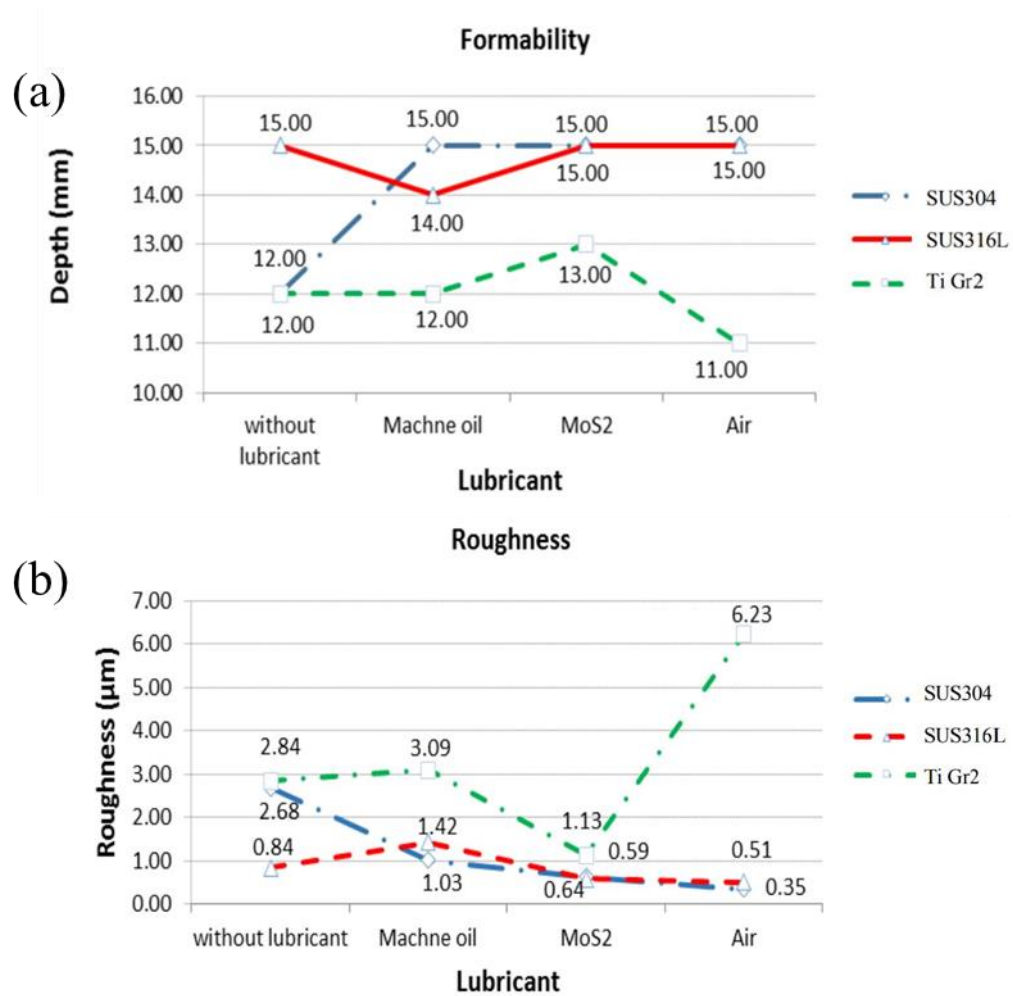 Formability
(a)
16.00
15.00
14.00
13.00
12.00
11.00
10.00
Depth (mm)
15.00 15.00 15.00 15.00
15.00 15.00
14.00
12.00
12.00 12.00 13.00 11.00
without
lubricant
Machne oil
MoS2
Air
Lubricant
SUS304
SUS316L
Ti Gr2
Roughness
(b)
7.00
6.00
5.00
4.00
3.00
2.00
1.00
0.00
Roughness (μm)
6.23
2.84 3.09
2.68
0.84 1.42 1.13 0.59 0.51
1.03 0.64 0.35
without lubricant
Machne oil
MoS2
Air
Lubricant
SUS304
SUS316L
Ti Gr2